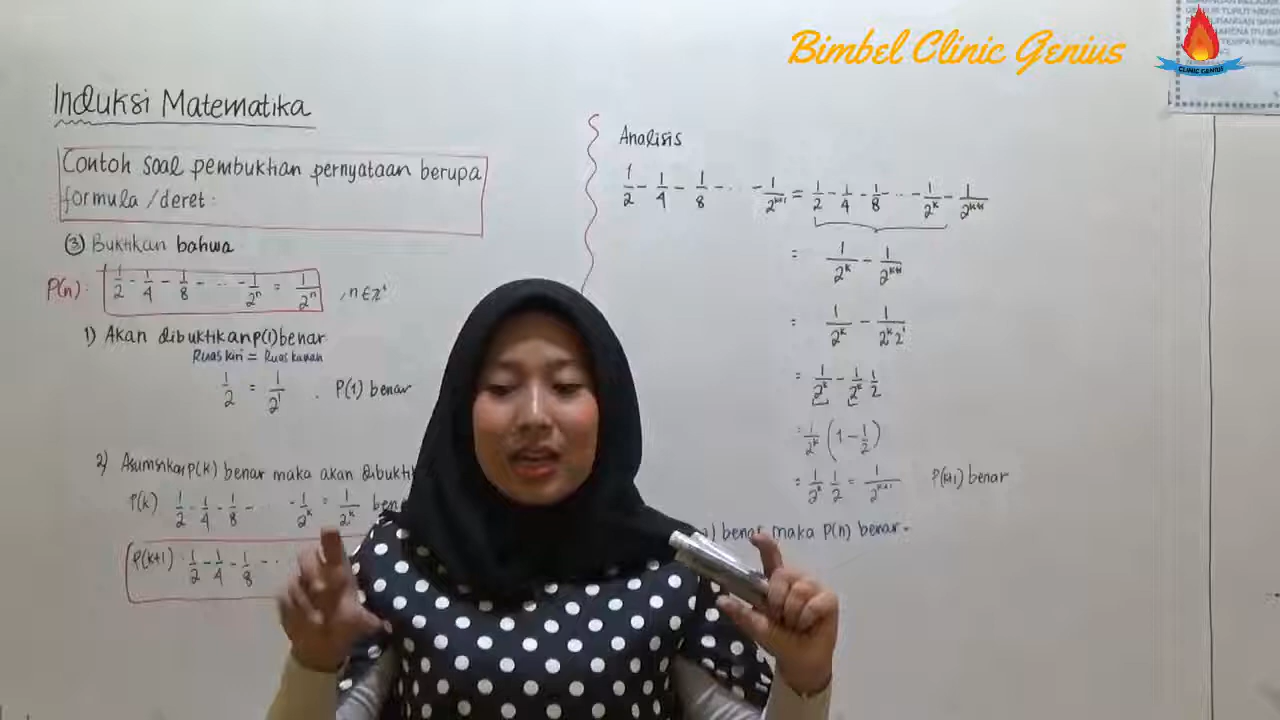 Bimbel Clinic Genius
CLINIC GENIUS
Induksi Matematika
Contoh soal pembuktian pernyataan berupa
formula/deret:
③ Buktikan bahwa
P(n): 1/2 - 1/4 - 1/8 - ... - 1/2ⁿ = 1/2ⁿ , n ∈ Z⁺
1) Akan dibuktikan P(1) benar
Ruas kiri = Ruas kanan
1/2 = 1/2¹ . P(1) benar
2) Asumsikan P(k) benar maka akan dibukti
P(k) 1/2 - 1/4 - 1/8 - ... - 1/2ᵏ = 1/2ᵏ
P(k+1) : 1/2 - 1/4 - 1/8 - ..
Analisis
1/2 - 1/4 - 1/8 - ... - 1/2ᵏ⁺¹ = 1/2 - 1/4 - 1/8 - ... - 1/2ᵏ - 1/2ᵏ⁺¹
= 1/2ᵏ - 1/2ᵏ⁺¹
= 1/2ᵏ - 1/2ᵏ2¹
= 1/2ᵏ - 1/2ᵏ 1/2
= 1/2ᵏ (1 - 1/2)
= 1/2ᵏ 1/2 = 1/2ᵏ⁺¹ P(k+1) benar
benar maka P(n) benar.